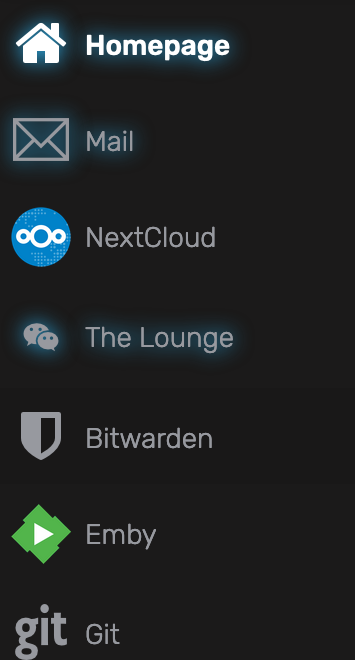 Homepage
Mail
NextCloud
The Lounge
Bitwarden
Emby
git Git